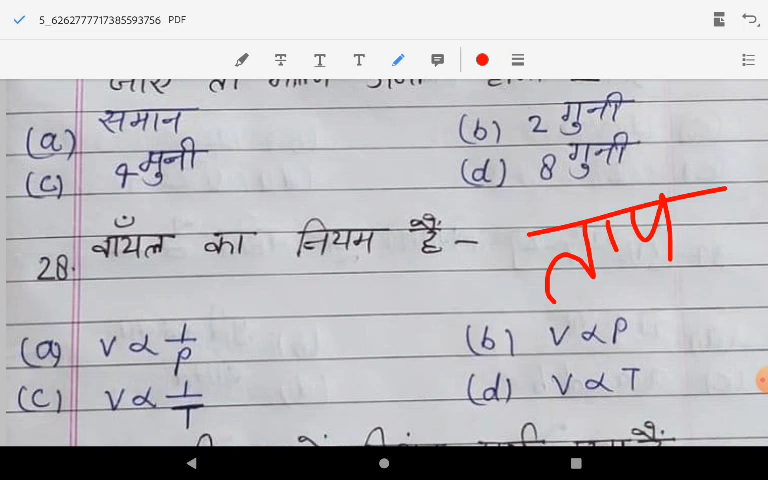 5_6262777717385593756 PDF
(a) समान (b) 2 गुनी
(c) 4 गुनी (d) 8 गुनी
28. बॉयल का नियम हैं – ताप
(a) V ∝ 1/P (b) V ∝ P
(c) V ∝ 1/T (d) V ∝ T